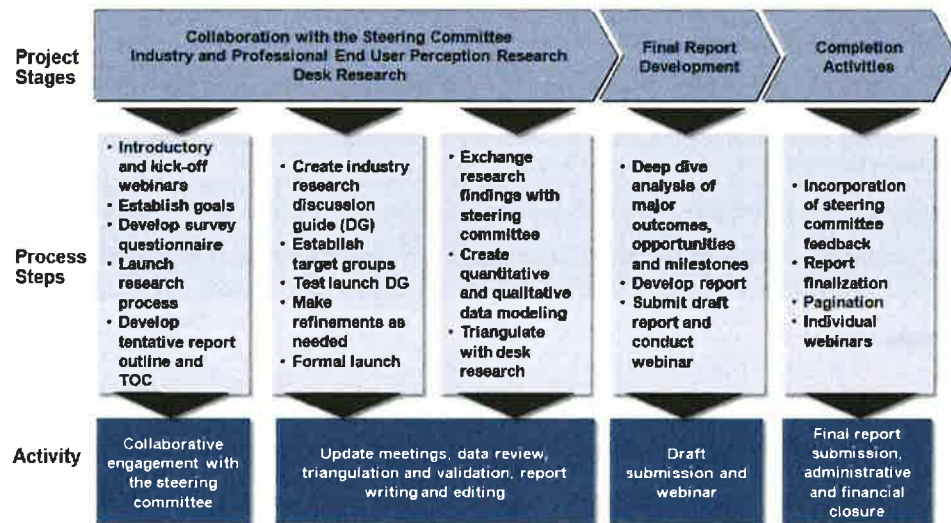 Project
Stages
Collaboration with the Steering Committee
Industry and Professional End User Perception Research
Desk Research
Final Report
Development
Completion
Activities
Process
Steps
• Introductory
and kick-off
webinars
• Establish goals
• Develop survey
questionnaire
• Launch
research
process
• Develop
tentative report
outline and
TOC
• Create industry
research
discussion
guide (DG)
• Establish
target groups
• Test launch DG
• Make
refinements as
needed
• Formal launch
• Exchange
research
findings with
steering
committee
• Create
quantitative
and qualitative
data modeling
• Triangulate
with desk
research
• Deep dive
analysis of
major
outcomes,
opportunities
and milestones
• Develop report
• Submit draft
report and
conduct
webinar
• Incorporation
of steering
committee
feedback
• Report
finalization
• Pagination
• Individual
webinars
Activity
Collaborative
engagement with
the steering
committee
Update meetings, data review,
triangulation and validation, report
writing and editing
Draft
submission and
webinar
Final report
submission,
administrative
and financial
closure